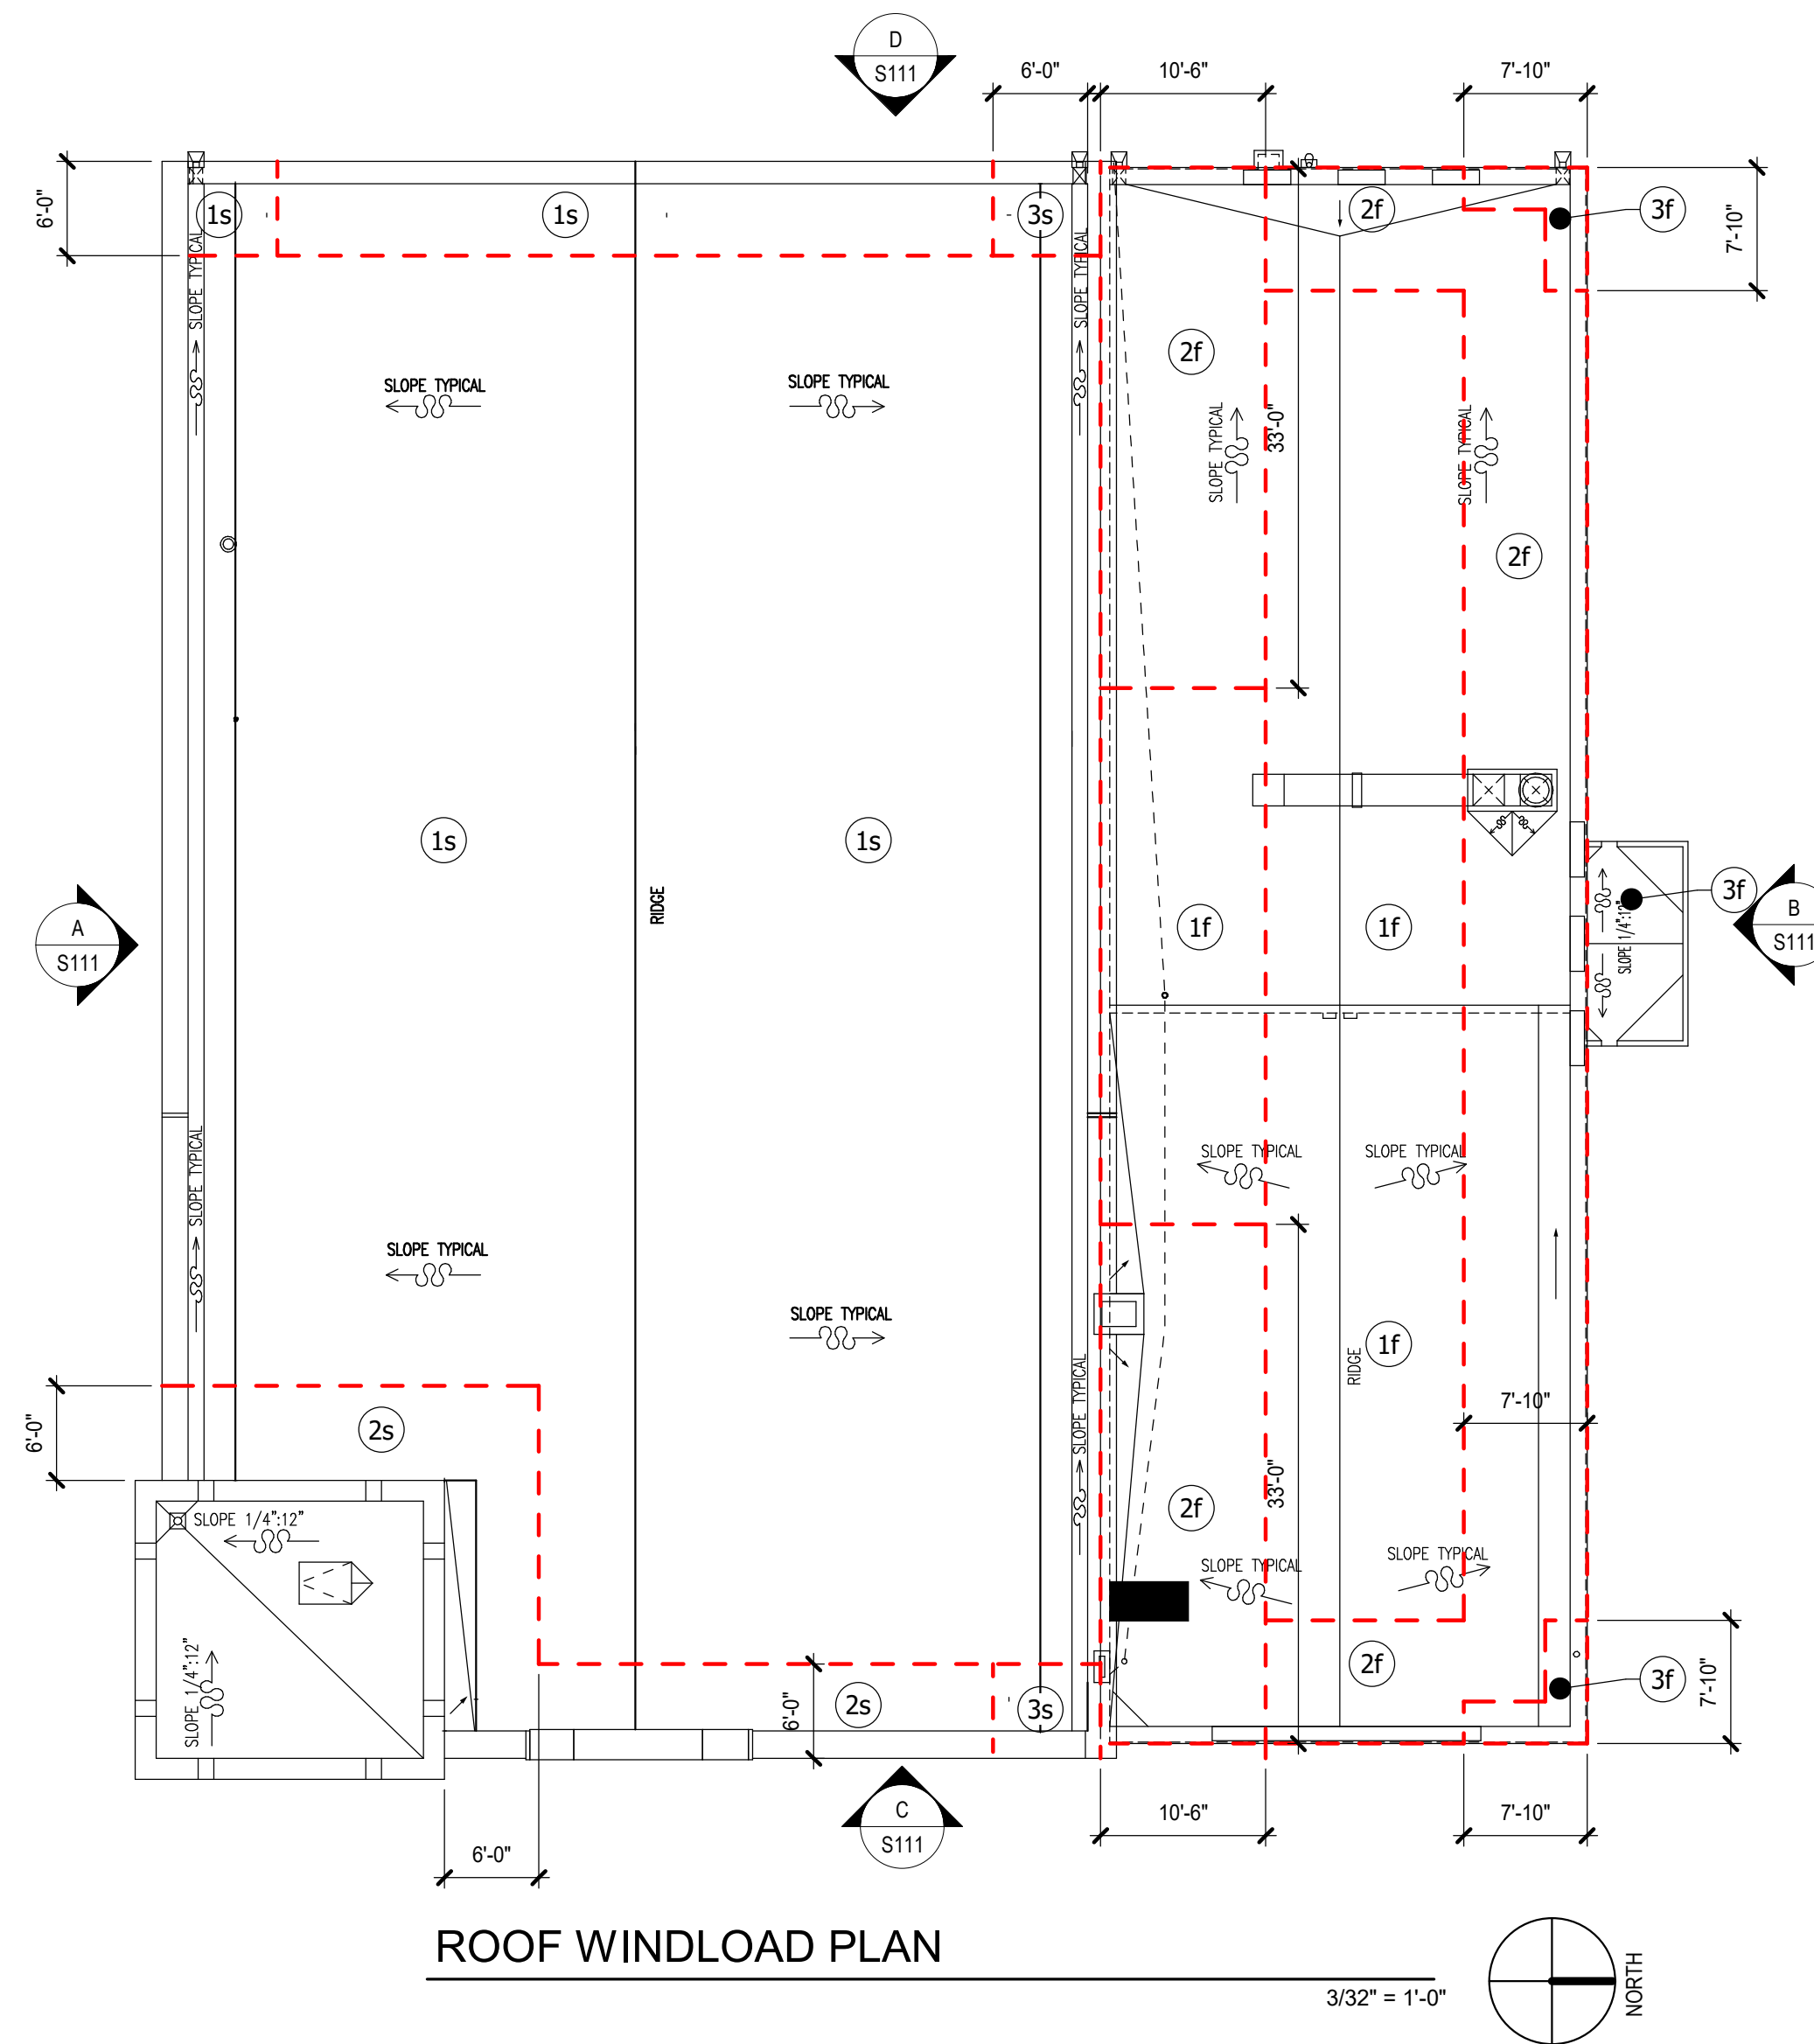 D
S111
6'-0"
10'-6"
7'-10"
6'-0"
1s
1s
3s
2f
3f
7'-10"
SLOPE TYPICAL
SLOPE TYPICAL
2f
SLOPE TYPICAL
SLOPE TYPICAL
SLOPE TYPICAL
33'-0"
SLOPE TYPICAL
2f
1s
1s
RIDGE
1f
1f
3f
A
S111
B
S111
SLOPE 1/4":12"
SLOPE TYPICAL
SLOPE TYPICAL
SLOPE TYPICAL
SLOPE TYPICAL
SLOPE TYPICAL
1f
RIDGE
SLOPE TYPICAL
6'-0"
2s
7'-10"
33'-0"
2f
SLOPE 1/4":12"
SLOPE TYPICAL
SLOPE TYPICAL
SLOPE 1/4":12"
2s
6'-0"
3s
2f
3f
7'-10"
C
S111
6'-0"
10'-6"
7'-10"
ROOF WINDLOAD PLAN
3/32" = 1'-0"
NORTH